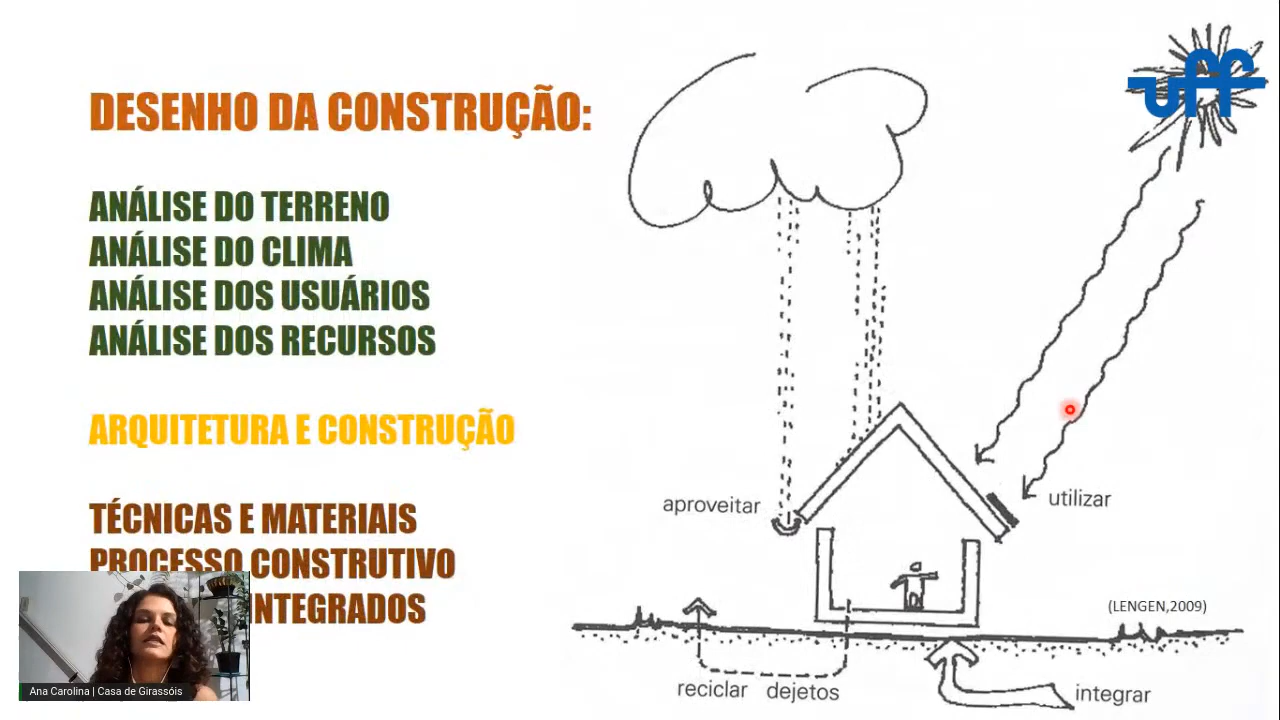 DESENHO DA CONSTRUÇÃO:
ANÁLISE DO TERRENO
ANÁLISE DO CLIMA
ANÁLISE DOS USUÁRIOS
ANÁLISE DOS RECURSOS
ARQUITETURA E CONSTRUÇÃO
TÉCNICAS E MATERIAIS
PROCESSO CONSTRUTIVO
INTEGRADOS
uff
aproveitar
utilizar
(LENGEN,2009)
reciclar dejetos
integrar
Ana Carolina | Casa de Girassóis